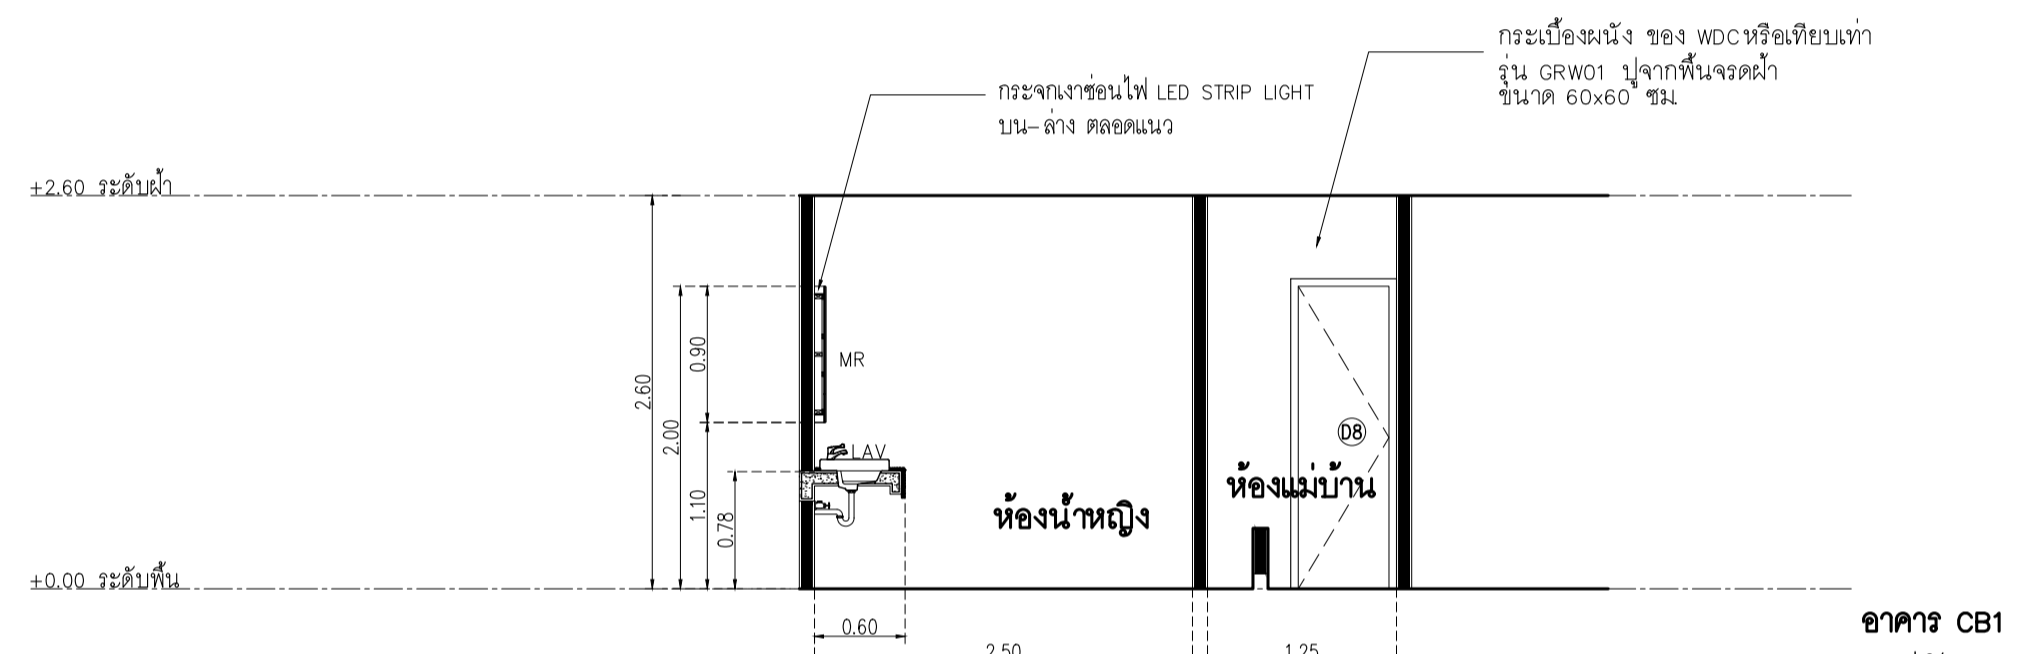 กระเบื้องผนัง ของ WDC หรือเทียบเท่า
รุ่น GRW01 ปูจากพื้นจรดฝ้า
ขนาด 60x60 ซม.
กระจกเงาซ่อนไฟ LED STRIP LIGHT
บน-ล่าง ตลอดแนว
+2.60 ระดับฝ้า
0.90
MR
2.60
2.00
D8
LAV
1.10
0.78
ห้องน้ำหญิง
ห้องแม่บ้าน
±0.00 ระดับพื้น
0.60
อาคาร CB1
2.50
1.25